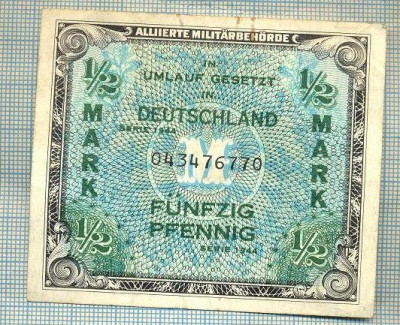 ALLIIERTE MILITÄRBEHÖRDE
1/2 MARK 1/2
IN
UMLAUF GESETZT
IN
DEUTSCHLAND
SERIE 1944
043476770
M
FÜNFZIG
PFENNIG
SERIE 1944
1/2 MARK 1/2